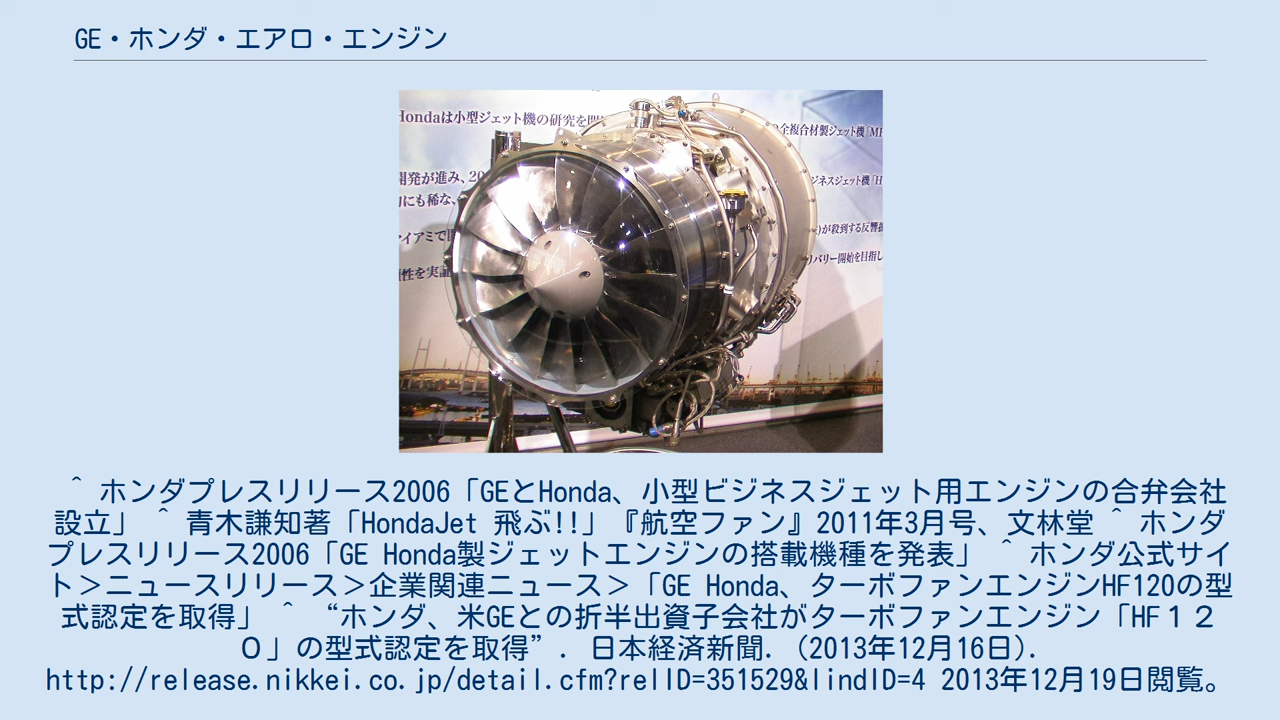 GE・ホンダ・エアロ・エンジン
Hondaは小型ジェット機の研究を
全複合材製ジェット機「M
開発が進み、20
ビジネスジェット機「H
にも稀な、
が殺到する反響
イアミで
バリー開始を目指し
性を実証
^ ホンダプレスリリース2006「GEとHonda、小型ビジネスジェット用エンジンの合弁会社
設立」 ^ 青木謙知著「HondaJet 飛ぶ!!」『航空ファン』2011年3月号、文林堂 ^ ホンダ
プレスリリース2006「GE Honda製ジェットエンジンの搭載機種を発表」 ^ ホンダ公式サイ
ト＞ニュースリリース＞企業関連ニュース＞「GE Honda、ターボファンエンジンHF120の型
式認定を取得」 ^ “ホンダ、米GEとの折半出資子会社がターボファンエンジン「HF１２
０」の型式認定を取得”. 日本経済新聞. (2013年12月16日).
http://release.nikkei.co.jp/detail.cfm?relID=351529&lindID=4 2013年12月19日閲覧。